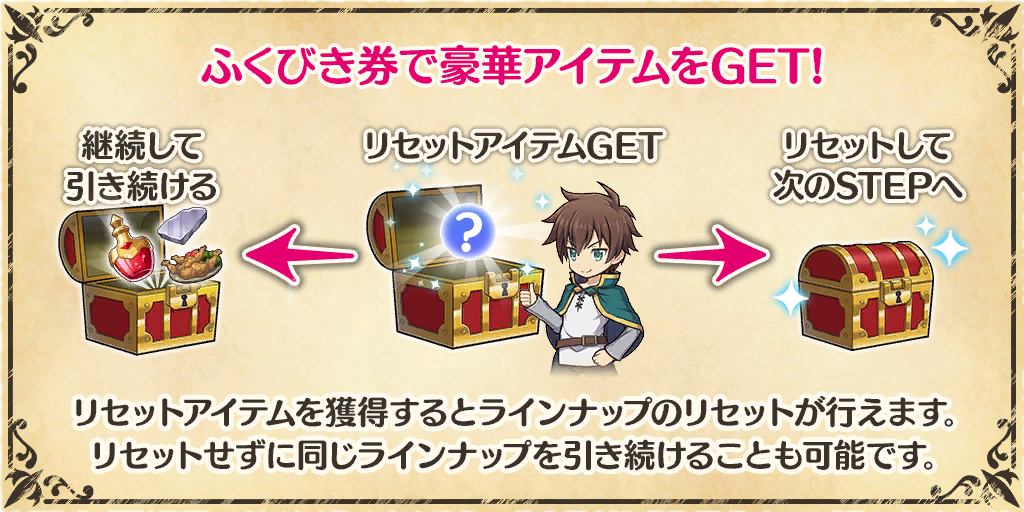 ふくびき券で豪華アイテムをGET!
継続して
引き続ける
リセットアイテムGET
?
リセットして
次のSTEPへ
リセットアイテムを獲得するとラインナップのリセットが行えます。
リセットせずに同じラインナップを引き続けることも可能です。